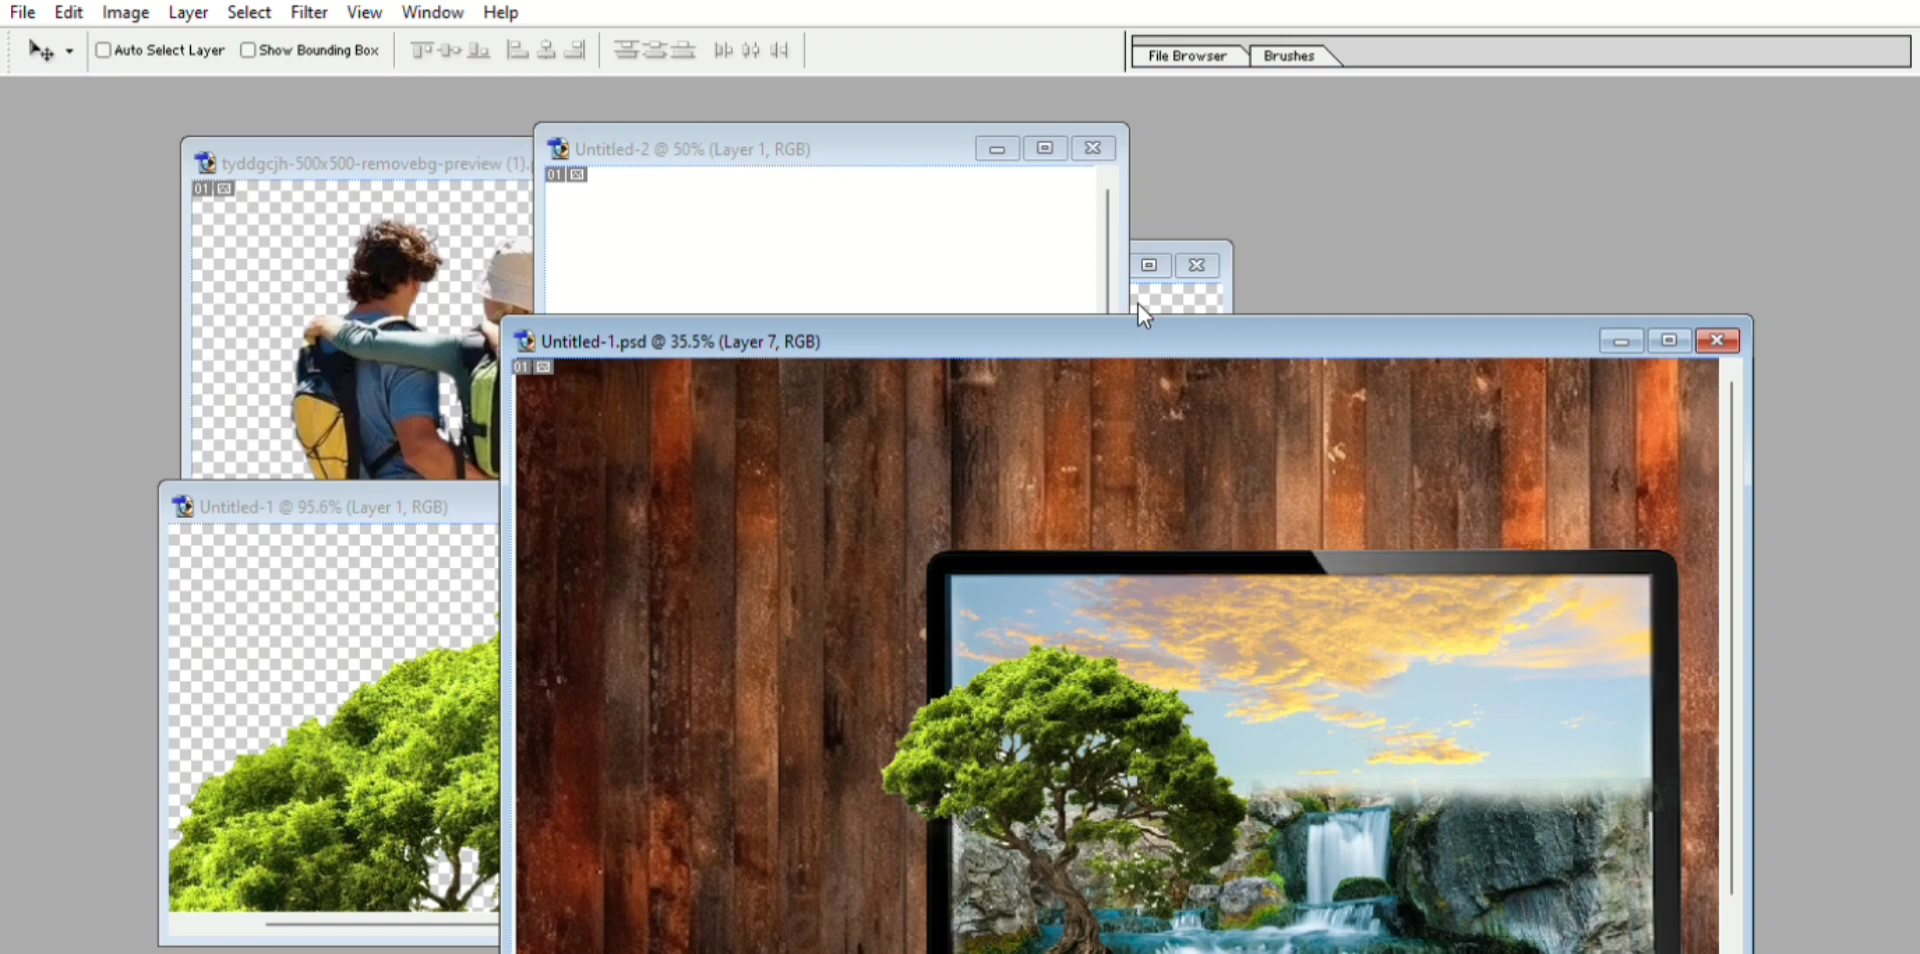 File Edit Image Layer Select Filter View Window Help
Auto Select Layer Show Bounding Box File Browser Brushes
tyddgcjh-500x500-removebg-preview (1).
01
Untitled-2 @ 50% (Layer 1, RGB)
01
Untitled-1.psd @ 35.5% (Layer 7, RGB)
01
Untitled-1 @ 95.6% (Layer 1, RGB)